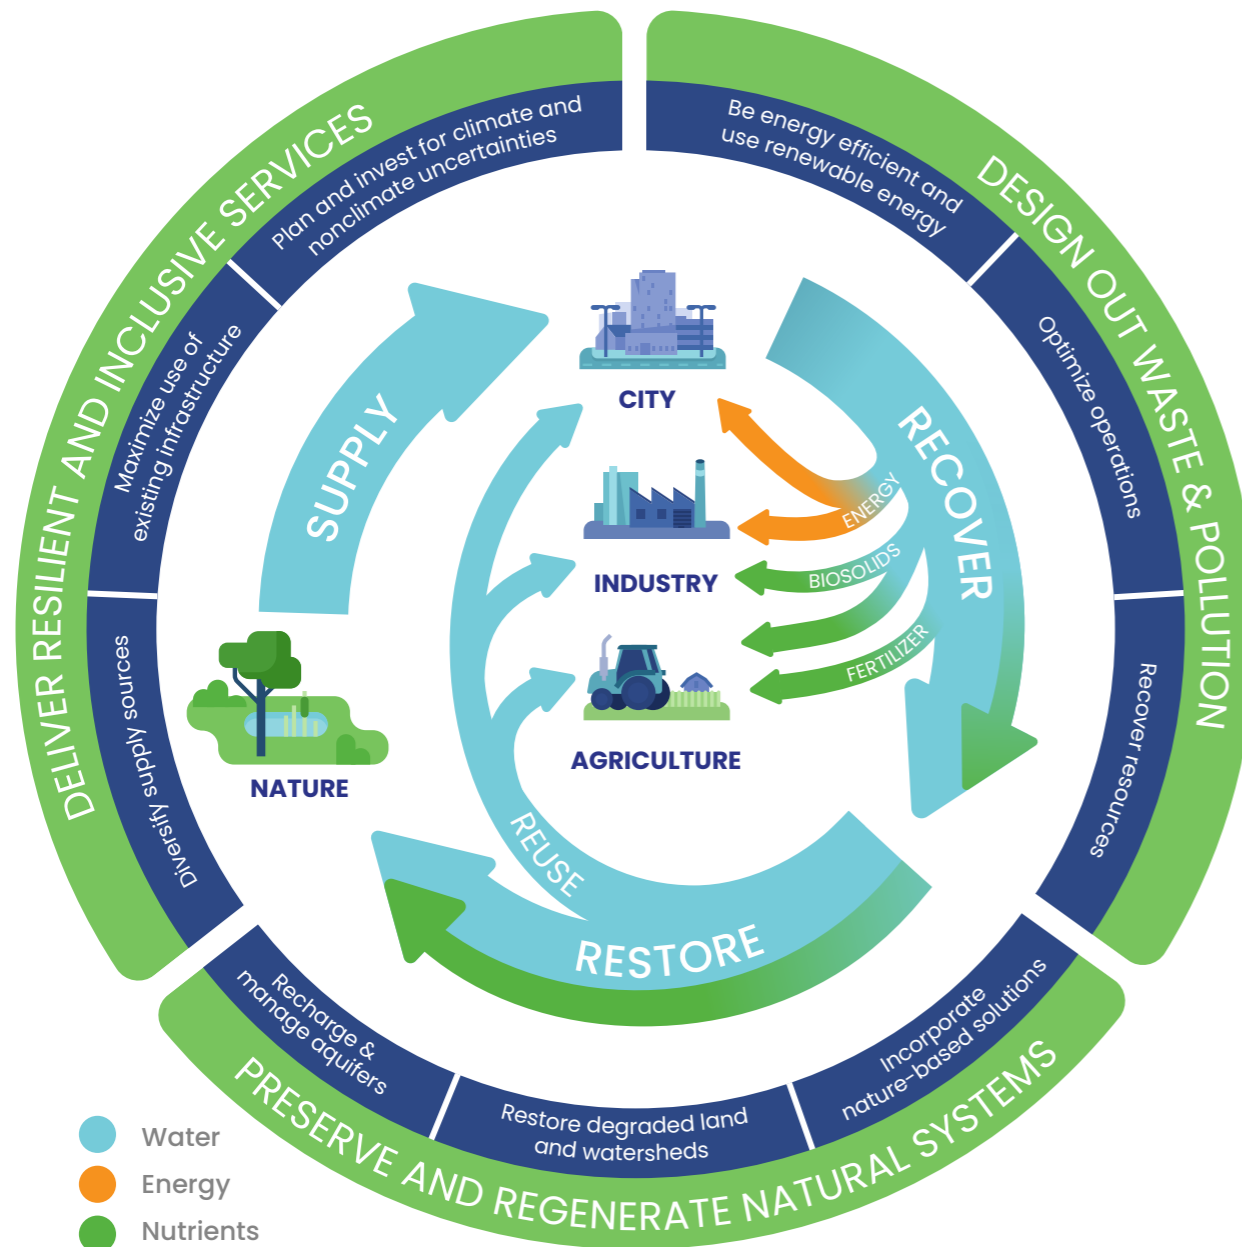 DELIVER RESILIENT AND INCLUSIVE SERVICES
Plan and invest for climate and
nonclimate uncertainties
Maximize use of
existing infrastructure
Diversify supply sources
DESIGN OUT WASTE & POLLUTION
Be energy efficient and
use renewable energy
Optimize operations
Recover resources
PRESERVE AND REGENERATE NATURAL SYSTEMS
Recharge &
manage aquifers
Restore degraded land
and watersheds
Incorporate
nature-based solutions
SUPPLY
CITY
RECOVER
ENERGY
INDUSTRY
BIOSOLIDS
FERTILIZER
AGRICULTURE
NATURE
REUSE
RESTORE
Water
Energy
Nutrients